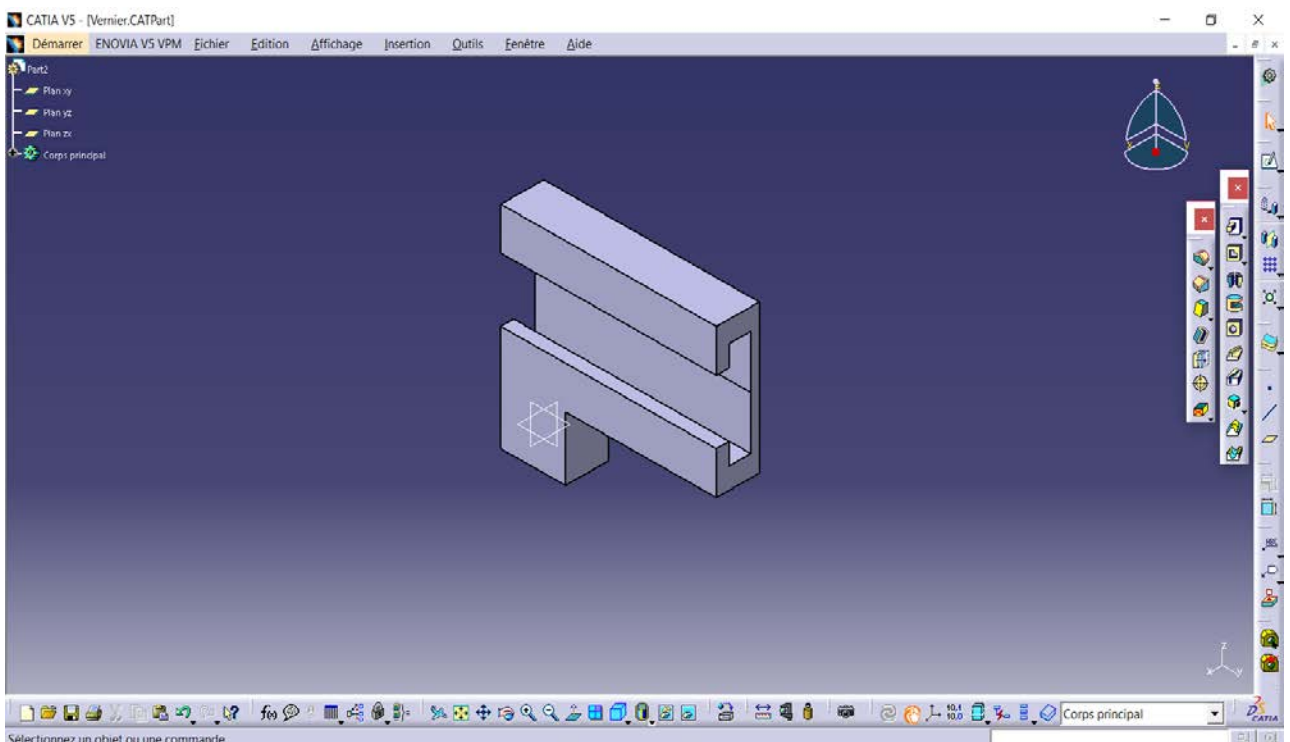 CATIA V5 - [Vernier.CATPart]
Démarrer ENOVIA V5 VPM Fichier Edition Affichage Insertion Outils Fenêtre Aide
Part2
Plan xy
Plan yz
Plan zx
Corps principal
z
x y
Corps principal
CATIA
Sélectionnez un objet ou une commande